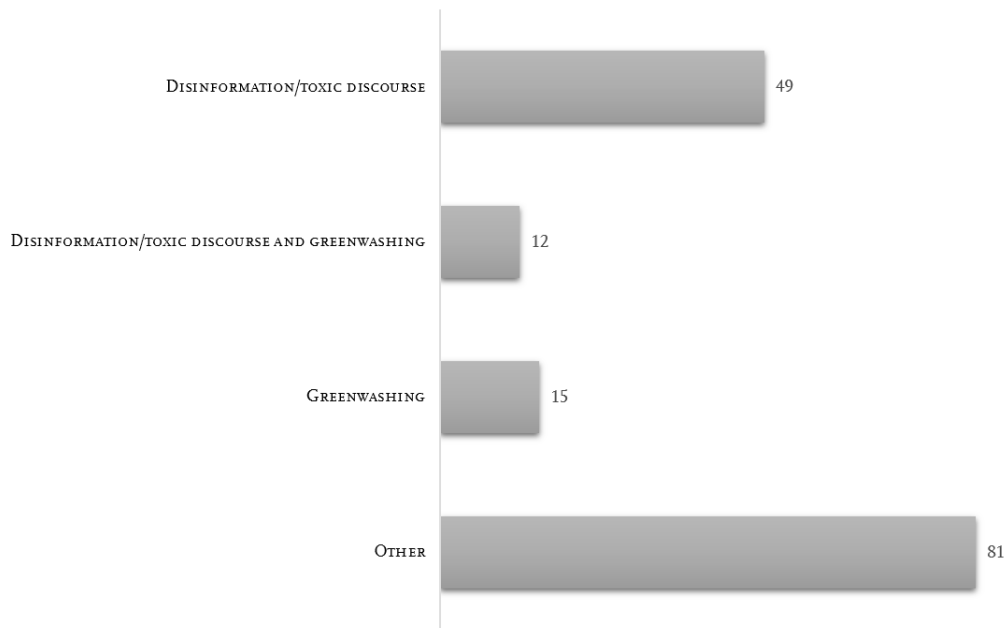 Disinformation/toxic discourse
49
Disinformation/toxic discourse and greenwashing
12
Greenwashing
15
Other
81